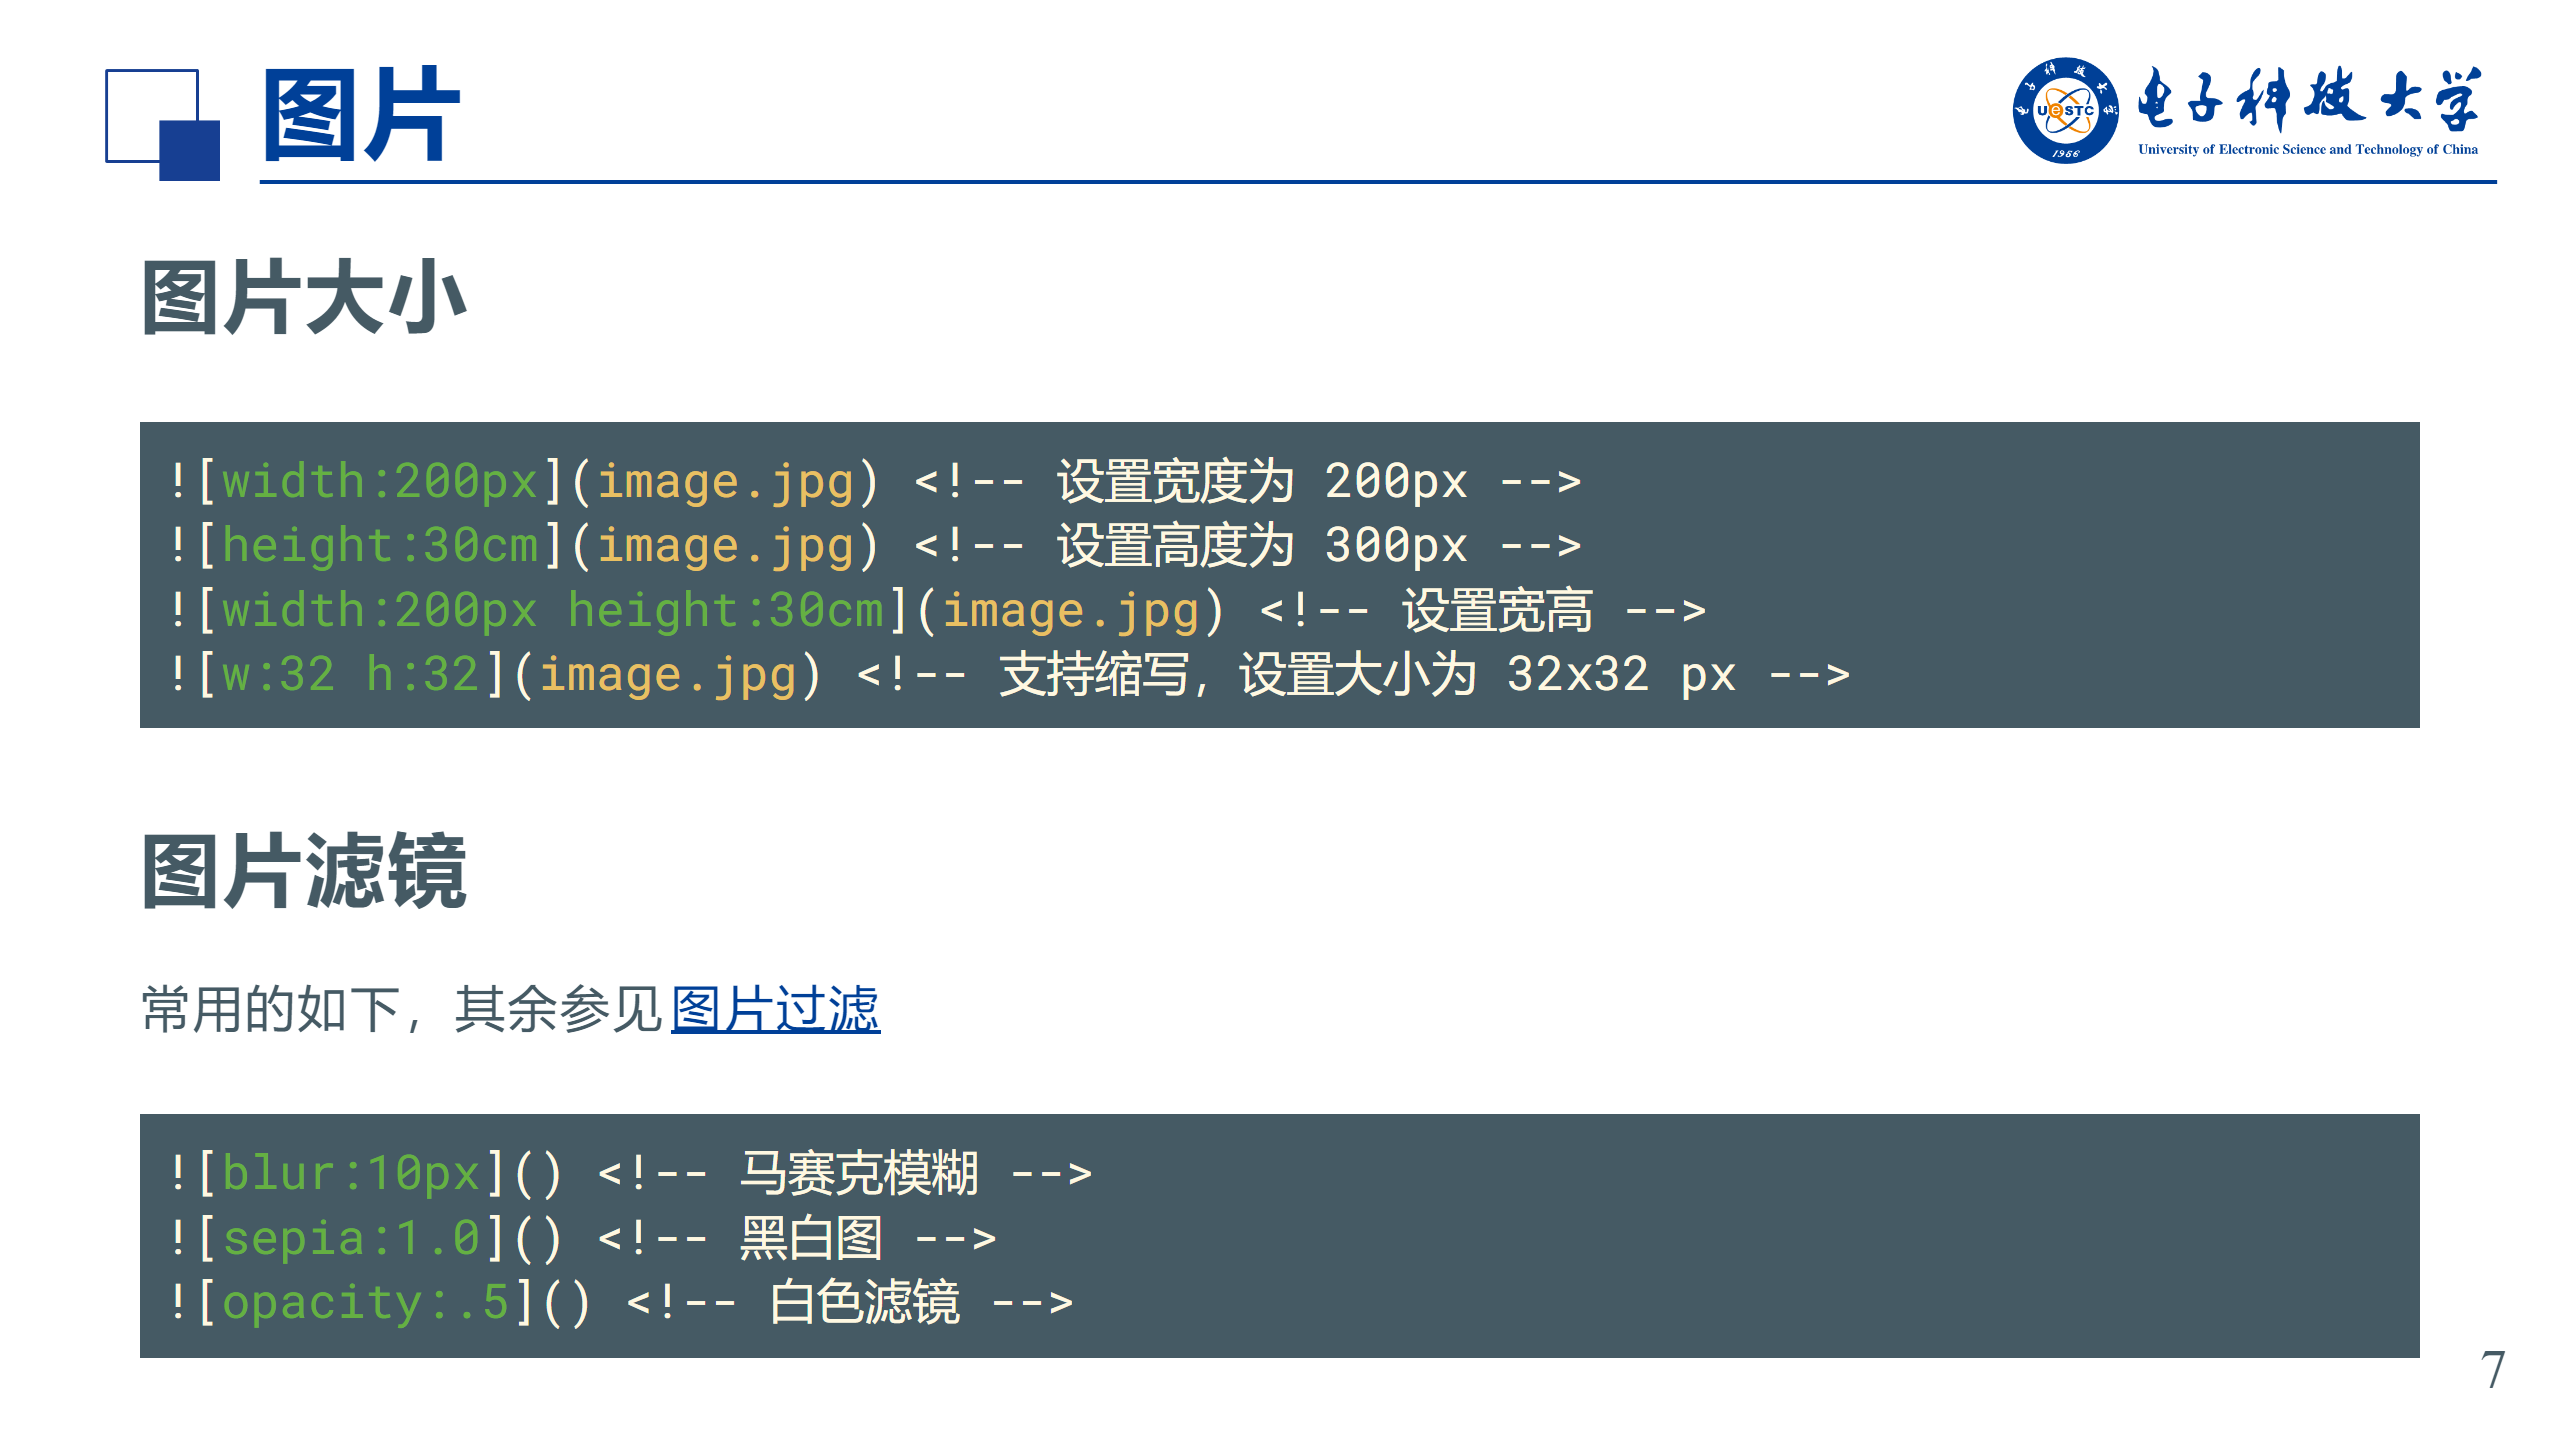 图片
电子科技大学
University of Electronic Science and Technology of China
UESTC
1956
图片大小
![width:200px](image.jpg) <!-- 设置宽度为 200px -->
![height:30cm](image.jpg) <!-- 设置高度为 300px -->
![width:200px height:30cm](image.jpg) <!-- 设置宽高 -->
![w:32 h:32](image.jpg) <!-- 支持缩写，设置大小为 32x32 px -->
图片滤镜
常用的如下，其余参见图片过滤
![blur:10px]() <!-- 马赛克模糊 -->
![sepia:1.0]() <!-- 黑白图 -->
![opacity:.5]() <!-- 白色滤镜 -->
7